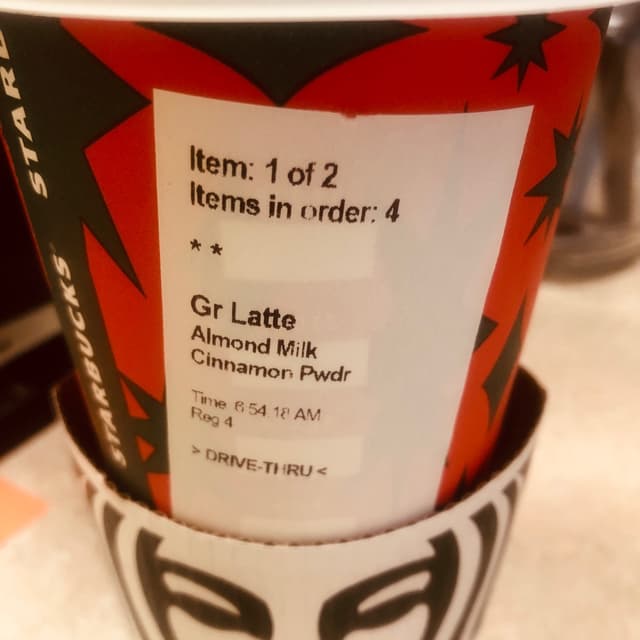 STARBUCKS
STARB
Item: 1 of 2
Items in order: 4
* *
Gr Latte
Almond Milk
Cinnamon Pwdr
Time 6:54:18 AM
Reg 4
> DRIVE-THRU <